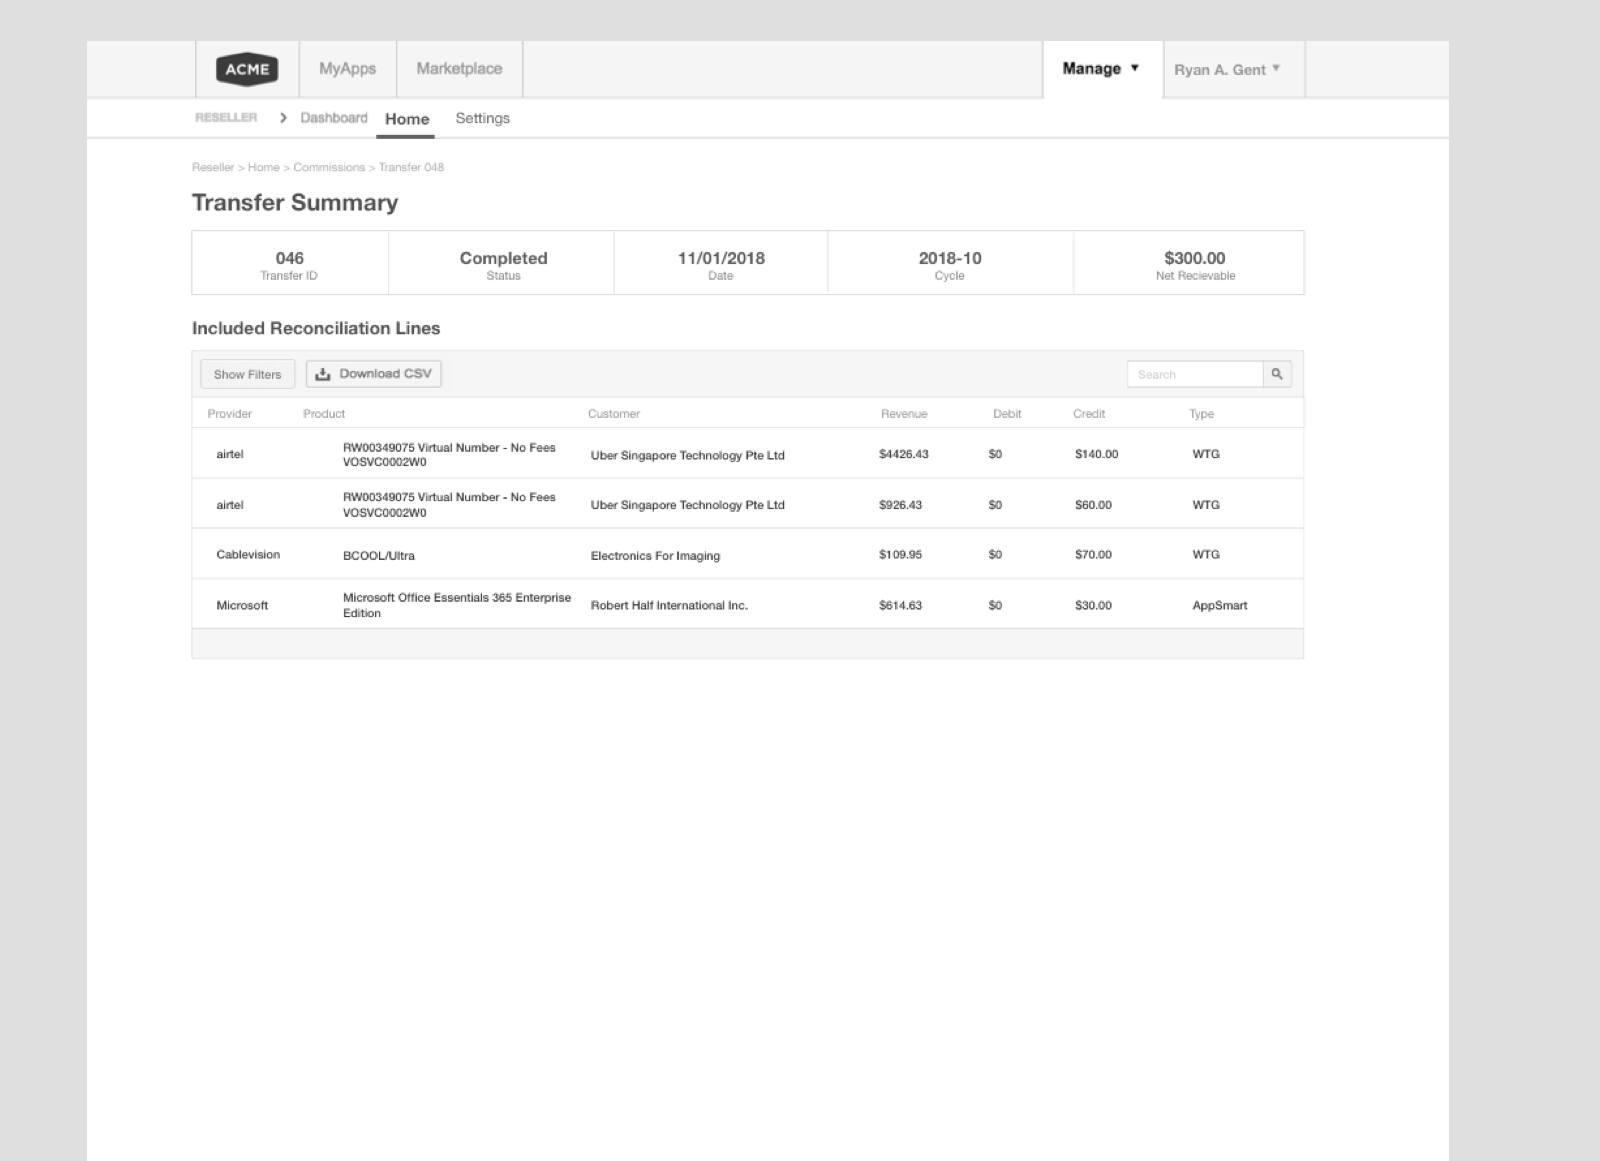 ACME MyApps Marketplace Manage ▼ Ryan A. Gent ▼
RESELLER > Dashboard Home Settings
Reseller > Home > Commissions > Transfer 048
Transfer Summary
046 Completed 11/01/2018 2018-10 $300.00
Transfer ID Status Date Cycle Net Recievable
Included Reconciliation Lines
Show Filters Download CSV Search
Provider Product Customer Revenue Debit Credit Type
airtel RW00349075 Virtual Number - No Fees VOSVC0002W0 Uber Singapore Technology Pte Ltd $4426.43 $0 $140.00 WTG
airtel RW00349075 Virtual Number - No Fees VOSVC0002W0 Uber Singapore Technology Pte Ltd $926.43 $0 $60.00 WTG
Cablevision BCOOL/Ultra Electronics For Imaging $109.95 $0 $70.00 WTG
Microsoft Microsoft Office Essentials 365 Enterprise Edition Robert Half International Inc. $614.63 $0 $30.00 AppSmart